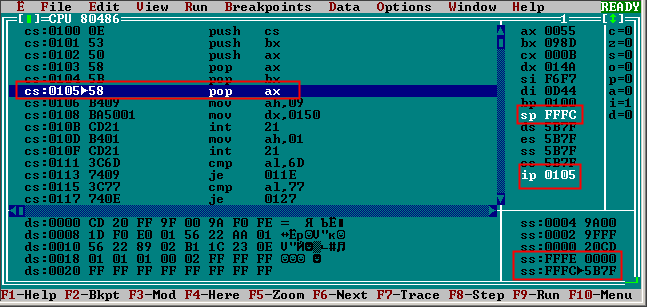 Ë File Edit View Run Breakpoints Data Options Window Help READY
CPU 80486 1
cs:0100 0E push cs
cs:0101 53 push bx
cs:0102 50 push ax
cs:0103 58 pop ax
cs:0104 5B pop bx
cs:0105►58 pop ax
cs:0106 B409 mov ah,09
cs:0108 BA5001 mov dx,0150
cs:010B CD21 int 21
cs:010D B401 mov ah,01
cs:010F CD21 int 21
cs:0111 3C6D cmp al,6D
cs:0113 7409 je 011E
cs:0115 3C77 cmp al,77
cs:0117 740E je 0127
ax 0055 c=0
bx 098D z=0
cx 000B s=0
dx 014A o=0
si F6F7 p=0
di 0D44 a=0
bp 0100 i=1
sp FFFC d=0
ds 5B7F
es 5B7F
ss 5B7F
cs 5B7F
ip 0105
ds:0000 CD 20 FF 9F 00 9A F0 FE
ds:0008 1D F0 E0 01 56 22 AA 01
ds:0010 56 22 89 02 B1 1C 23 0E
ds:0018 01 01 01 00 02 FF FF FF
ds:0020 FF FF FF FF FF FF FF FF
ss:0004 9A00
ss:0002 9FFF
ss:0000 20CD
ss:FFFE 0000
ss:FFFC►5B7F
F1-Help F2-Bkpt F3-Mod F4-Here F5-Zoom F6-Next F7-Trace F8-Step F9-Run F10-Menu